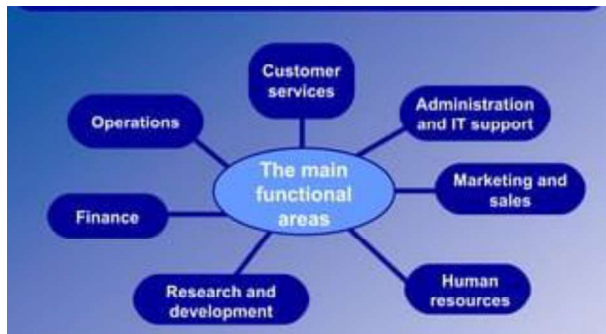 Customer
services
Administration
and IT support
Operations
The main
functional
areas
Marketing and
sales
Finance
Human
resources
Research and
development